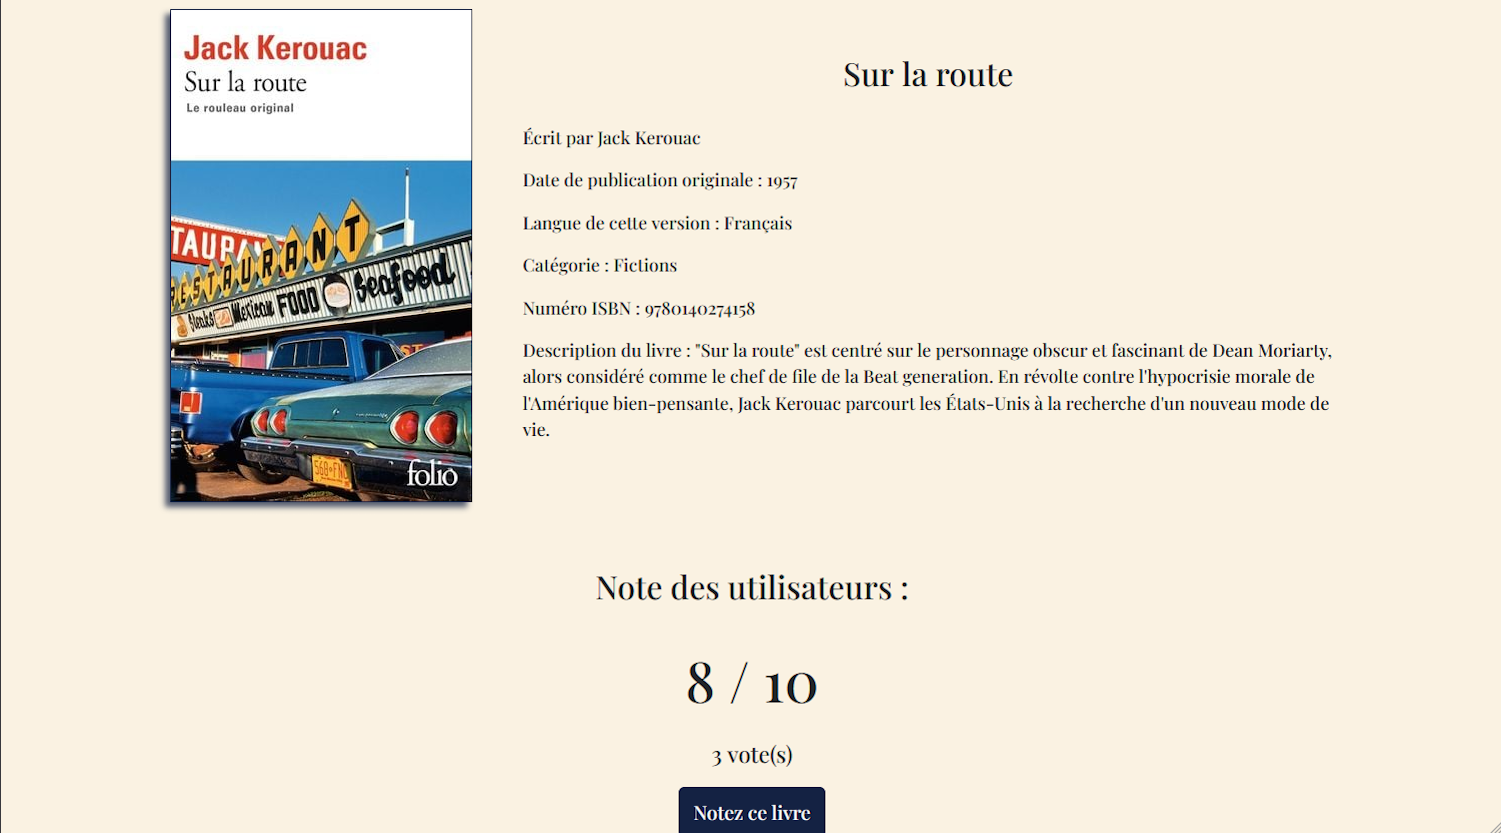 Jack Kerouac
Sur la route
Le rouleau original
TAURA
RESTAURANT
Steaks Mexican FOOD Seafood
ST
568•FN
folio
Sur la route
Écrit par Jack Kerouac
Date de publication originale : 1957
Langue de cette version : Français
Catégorie : Fictions
Numéro ISBN : 9780140274158
Description du livre : "Sur la route" est centré sur le personnage obscur et fascinant de Dean Moriarty,
alors considéré comme le chef de file de la Beat generation. En révolte contre l'hypocrisie morale de
l'Amérique bien-pensante, Jack Kerouac parcourt les États-Unis à la recherche d'un nouveau mode de
vie.
Note des utilisateurs :
8 / 10
3 vote(s)
Notez ce livre